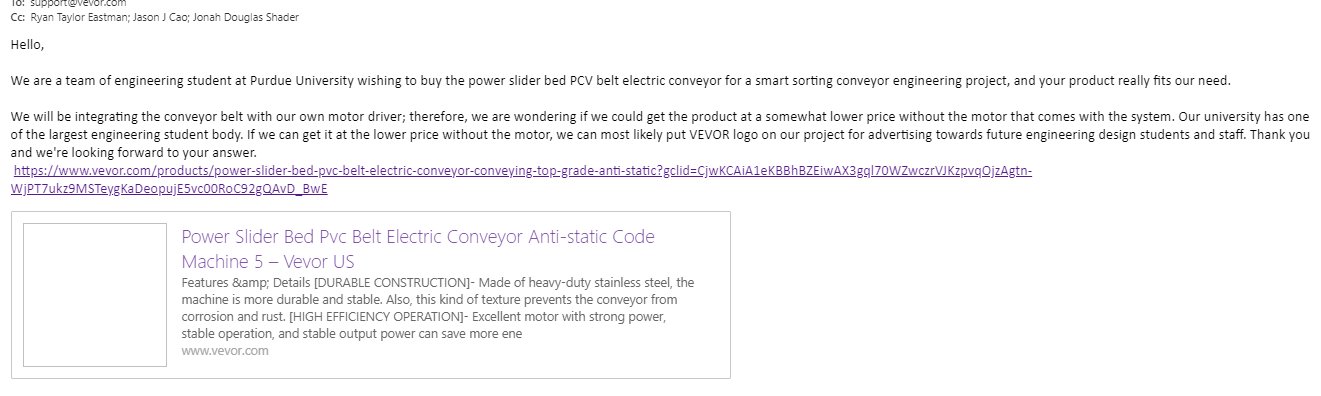 To: support@vevor.com
Cc: Ryan Taylor Eastman; Jason J Cao; Jonah Douglas Shader
Hello,
We are a team of engineering student at Purdue University wishing to buy the power slider bed PCV belt electric conveyor for a smart sorting conveyor engineering project, and your product really fits our need.
We will be integrating the conveyor belt with our own motor driver; therefore, we are wondering if we could get the product at a somewhat lower price without the motor that comes with the system. Our university has one
of the largest engineering student body. If we can get it at the lower price without the motor, we can most likely put VEVOR logo on our project for advertising towards future engineering design students and staff. Thank you
and we're looking forward to your answer.
https://www.vevor.com/products/power-slider-bed-pvc-belt-electric-conveyor-conveying-top-grade-anti-static?gclid=CjwKCAiA1eKBBhBZEiwAX3gql70WZwczrVJKzpvqOjzAgtn-
WjPT7ukz9MSTeygKaDeopujE5vc00RoC92gQAvD_BwE
Power Slider Bed Pvc Belt Electric Conveyor Anti-static Code
Machine 5 – Vevor US
Features &amp; Details [DURABLE CONSTRUCTION]- Made of heavy-duty stainless steel, the
machine is more durable and stable. Also, this kind of texture prevents the conveyor from
corrosion and rust. [HIGH EFFICIENCY OPERATION]- Excellent motor with strong power,
stable operation, and stable output power can save more ene
www.vevor.com